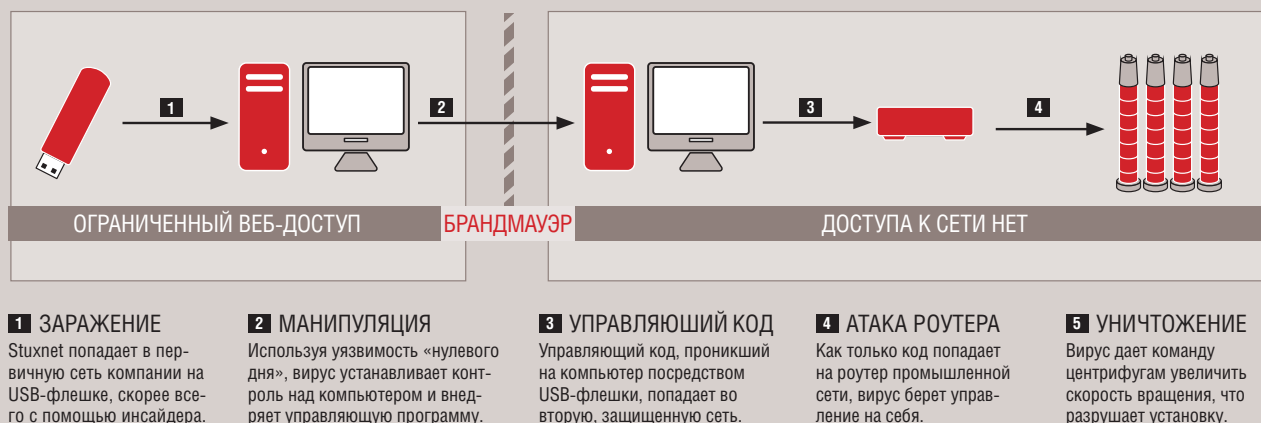 1
2
3
4
ОГРАНИЧЕННЫЙ ВЕБ-ДОСТУП
БРАНДМАУЭР
ДОСТУПА К СЕТИ НЕТ
1 ЗАРАЖЕНИЕ
Stuxnet попадает в пер-
вичную сеть компании на
USB-флешке, скорее все-
го с помощью инсайдера.
2 МАНИПУЛЯЦИЯ
Используя уязвимость «нулевого
дня», вирус устанавливает конт-
роль над компьютером и внед-
ряет управляющую программу.
3 УПРАВЛЯЮШИЙ КОД
Управляющий код, проникший
на компьютер посредством
USB-флешки, попадает во
вторую, защищенную сеть.
4 АТАКА РОУТЕРА
Как только код попадает
на роутер промышленной
сети, вирус берет управ-
ление на себя.
5 УНИЧТОЖЕНИЕ
Вирус дает команду
центрифугам увеличить
скорость вращения, что
разрушает установку.